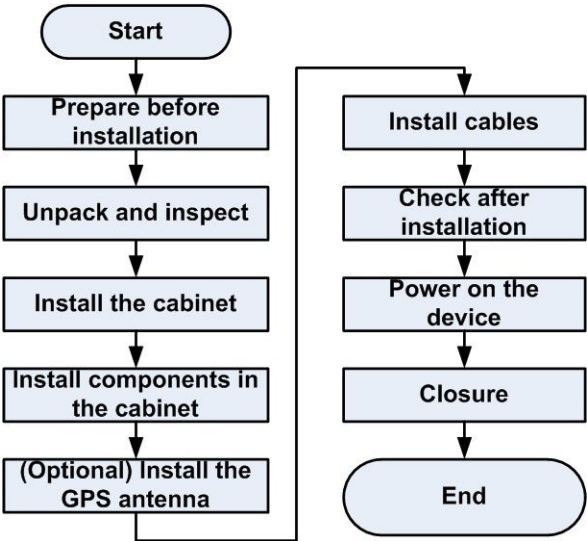 Start
Prepare before
installation
Unpack and inspect
Install the cabinet
Install components in
the cabinet
(Optional) Install the
GPS antenna
Install cables
Check after
installation
Power on the
device
Closure
End